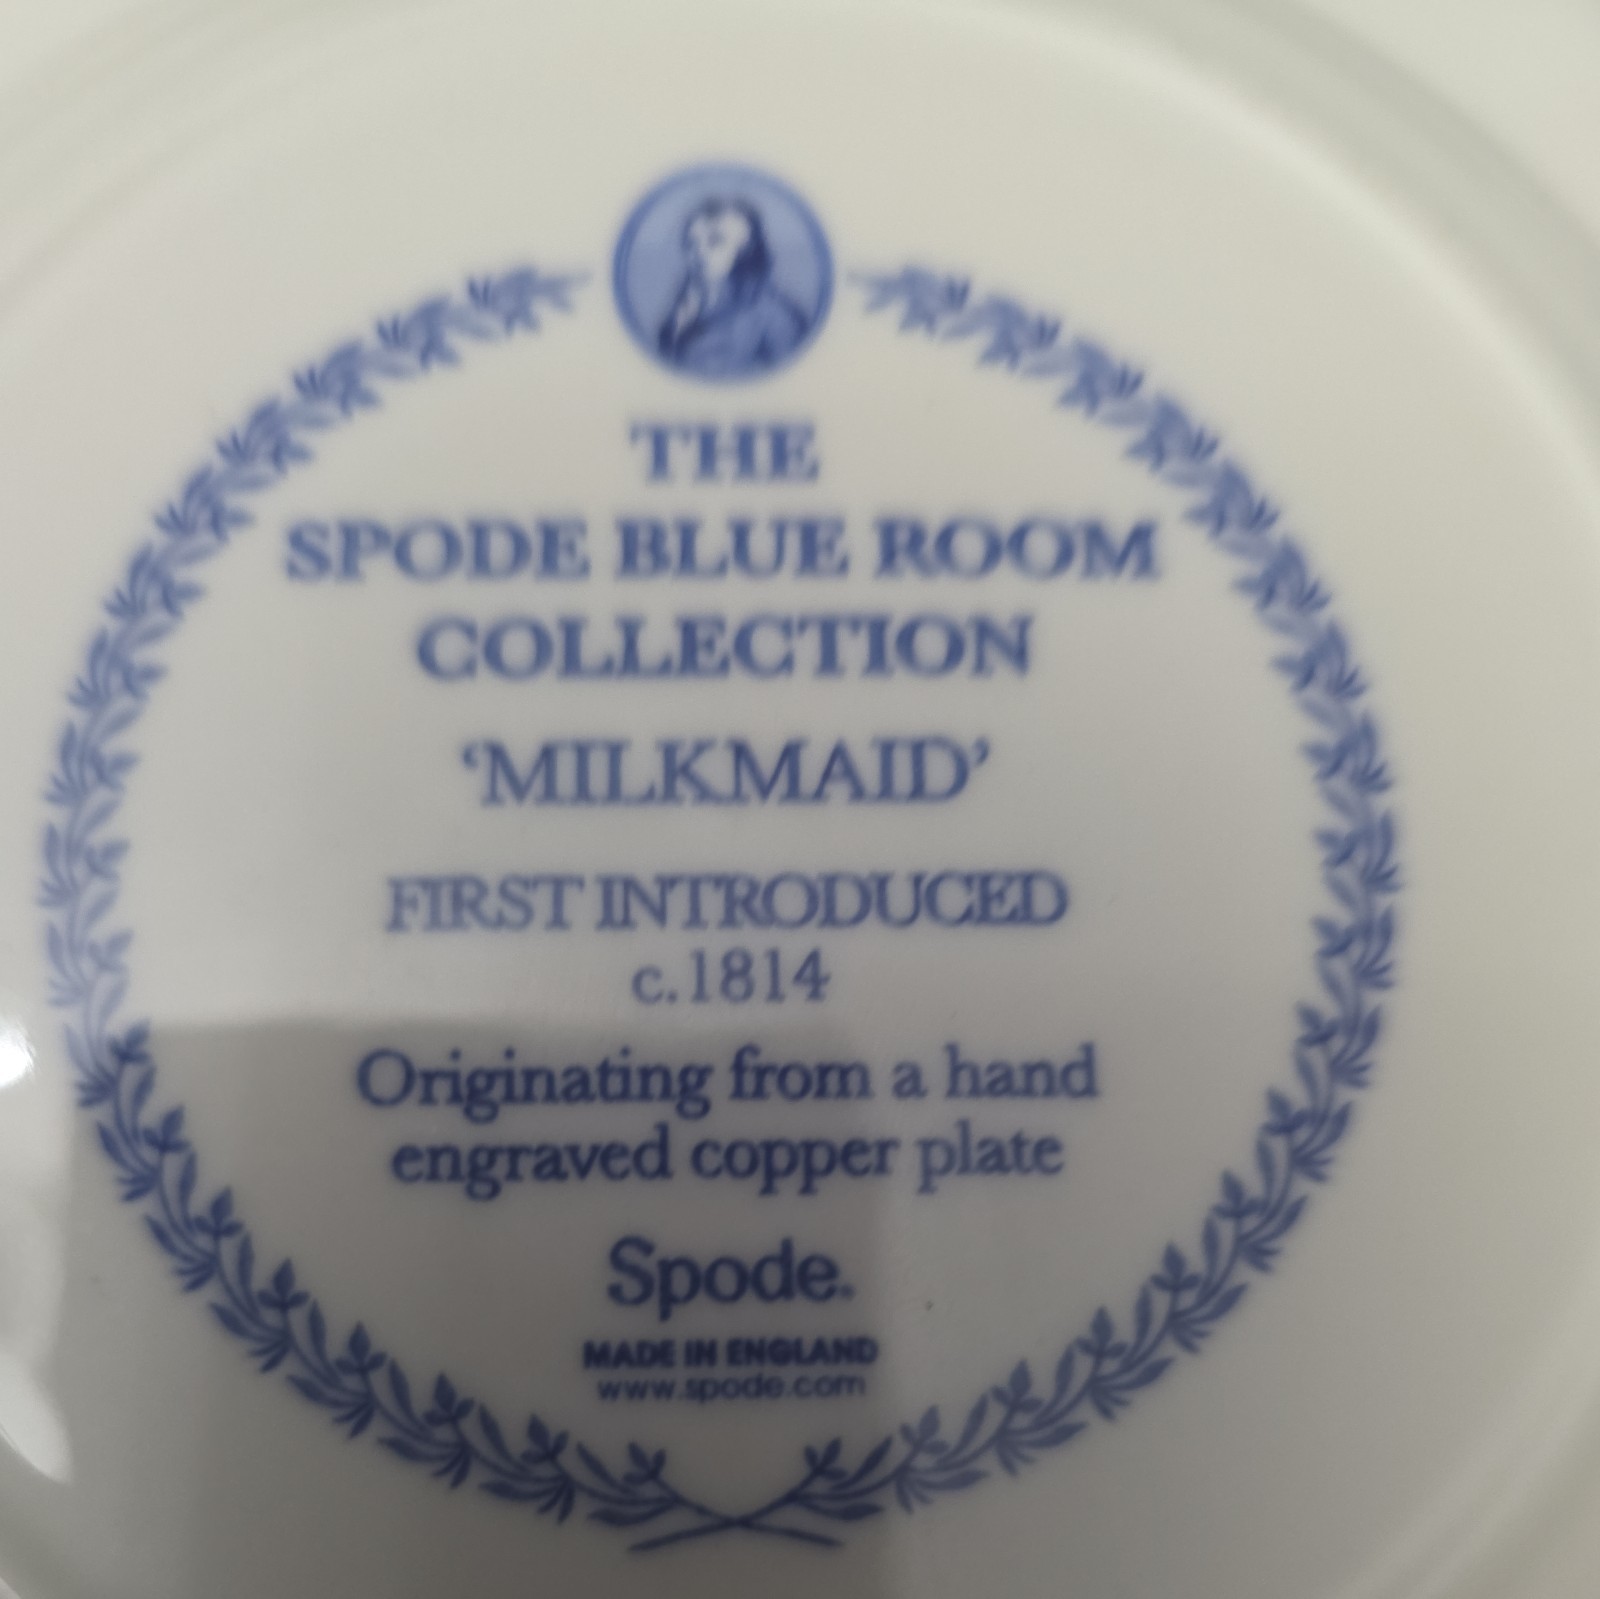 THE
SPODE BLUE ROOM
COLLECTION
‘MILKMAID’
FIRST INTRODUCED
c.1814
Originating from a hand
engraved copper plate
Spode.
MADE IN ENGLAND
www.spode.com